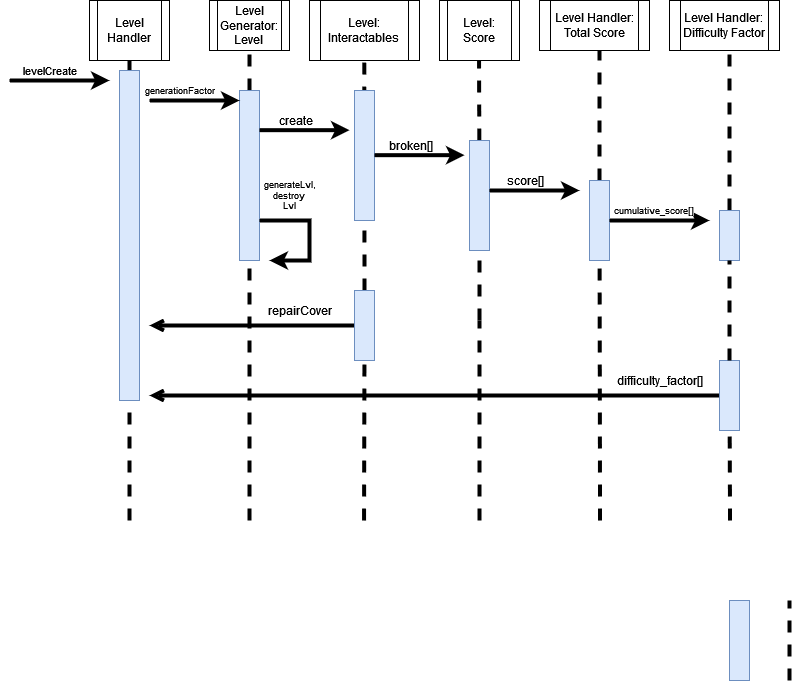 Level
Handler
Level
Generator:
Level
Level:
Interactables
Level:
Score
Level Handler:
Total Score
Level Handler:
Difficulty Factor
levelCreate
generationFactor
create
broken[]
score[]
cumulative_score[]
generateLvl,
destroy
Lvl
repairCover
difficulty_factor[]